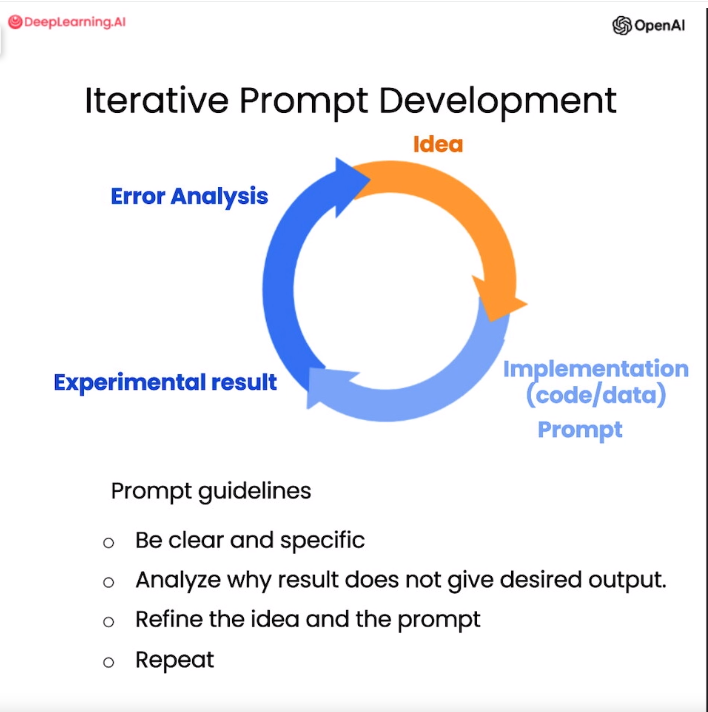 DeepLearning.AI
OpenAI
Iterative Prompt Development
Idea
Error Analysis
Experimental result
Implementation
(code/data)
Prompt
Prompt guidelines
o Be clear and specific
o Analyze why result does not give desired output.
o Refine the idea and the prompt
o Repeat